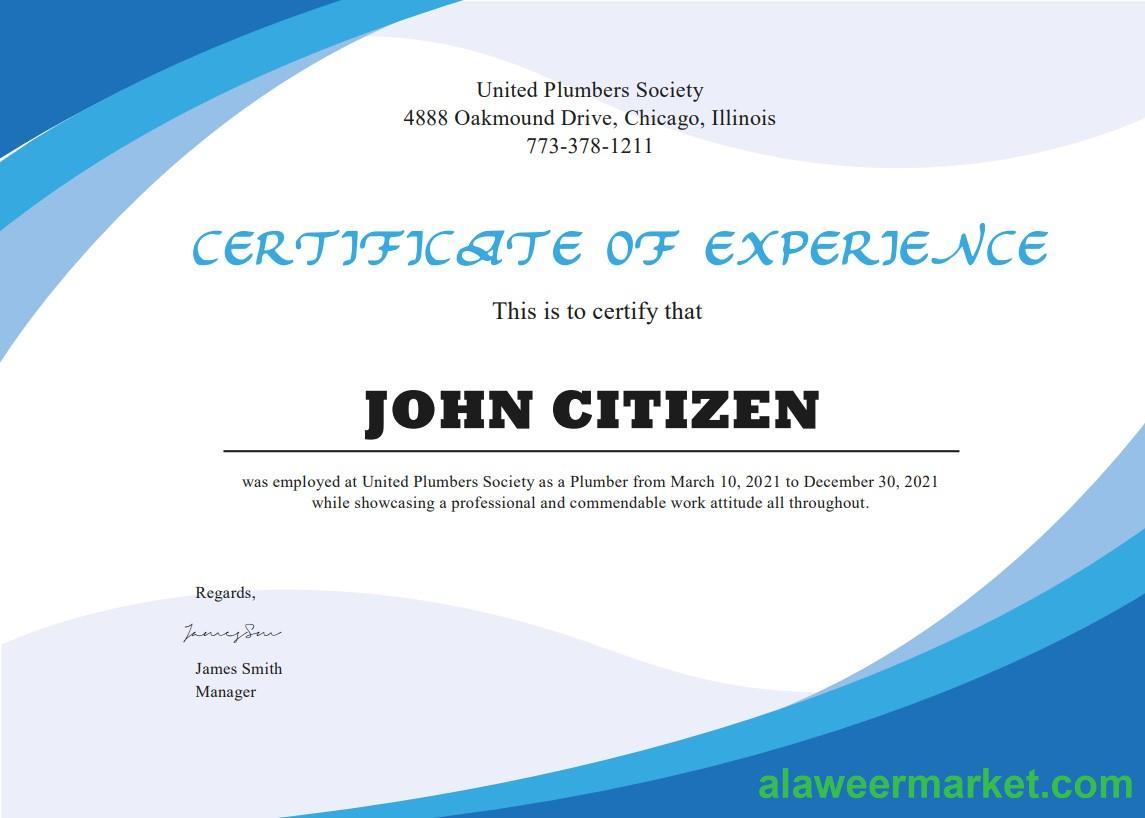 United Plumbers Society
4888 Oakmound Drive, Chicago, Illinois
773-378-1211
CERTIFICATE OF EXPERIENCE
This is to certify that
JOHN CITIZEN
was employed at United Plumbers Society as a Plumber from March 10, 2021 to December 30, 2021
while showcasing a professional and commendable work attitude all throughout.
Regards,
James Smith
Manager
alaweermarket.com